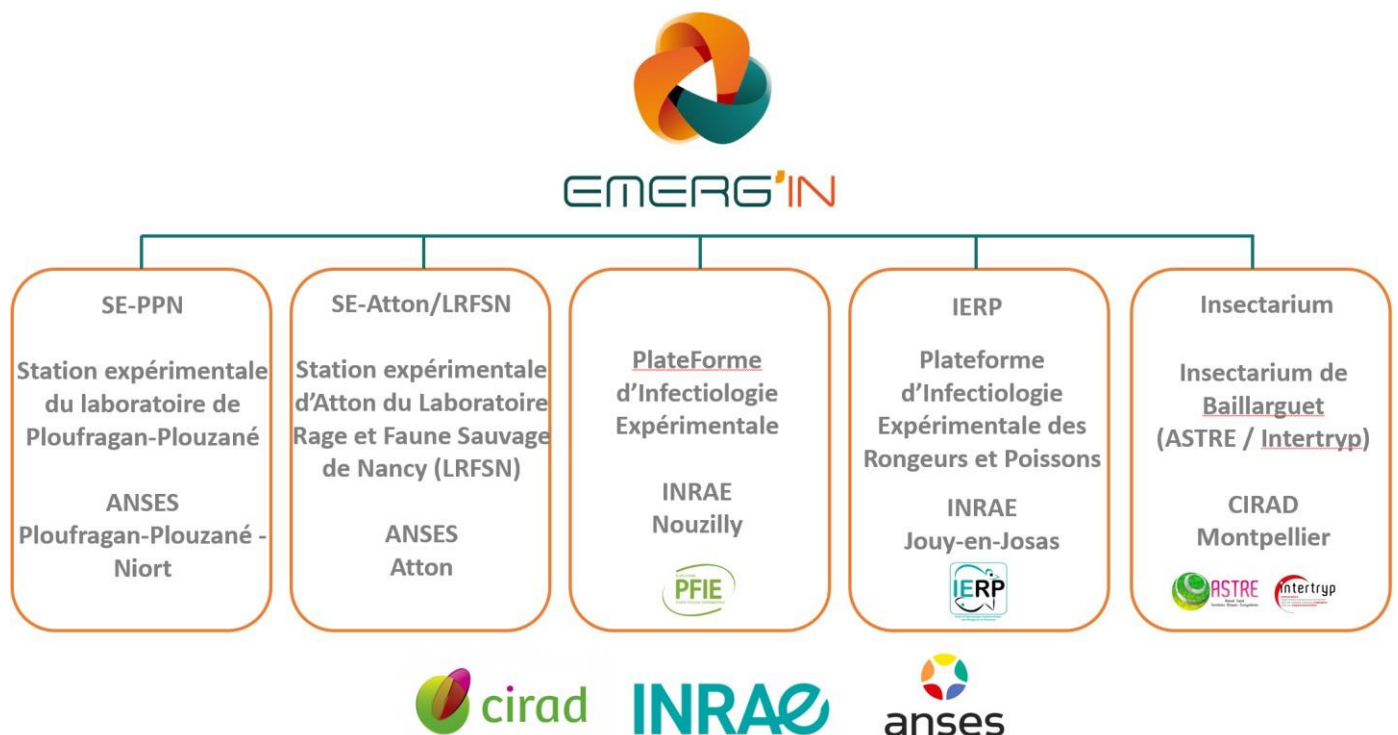 EMERG'IN
SE-PPN
Station expérimentale
du laboratoire de
Ploufragan-Plouzané
ANSES
Ploufragan-Plouzané -
Niort
SE-Atton/LRFSN
Station expérimentale
d'Atton du Laboratoire
Rage et Faune Sauvage
de Nancy (LRFSN)
ANSES
Atton
PlateForme
d'Infectiologie
Expérimentale
INRAE
Nouzilly
PFIE
IERP
Plateforme
d'Infectiologie
Expérimentale des
Rongeurs et Poissons
INRAE
Jouy-en-Josas
IERP
Insectarium
Insectarium de
Baillarguet
(ASTRE / Intertryp)
CIRAD
Montpellier
ASTRE
intertryp
cirad
INRAE
anses